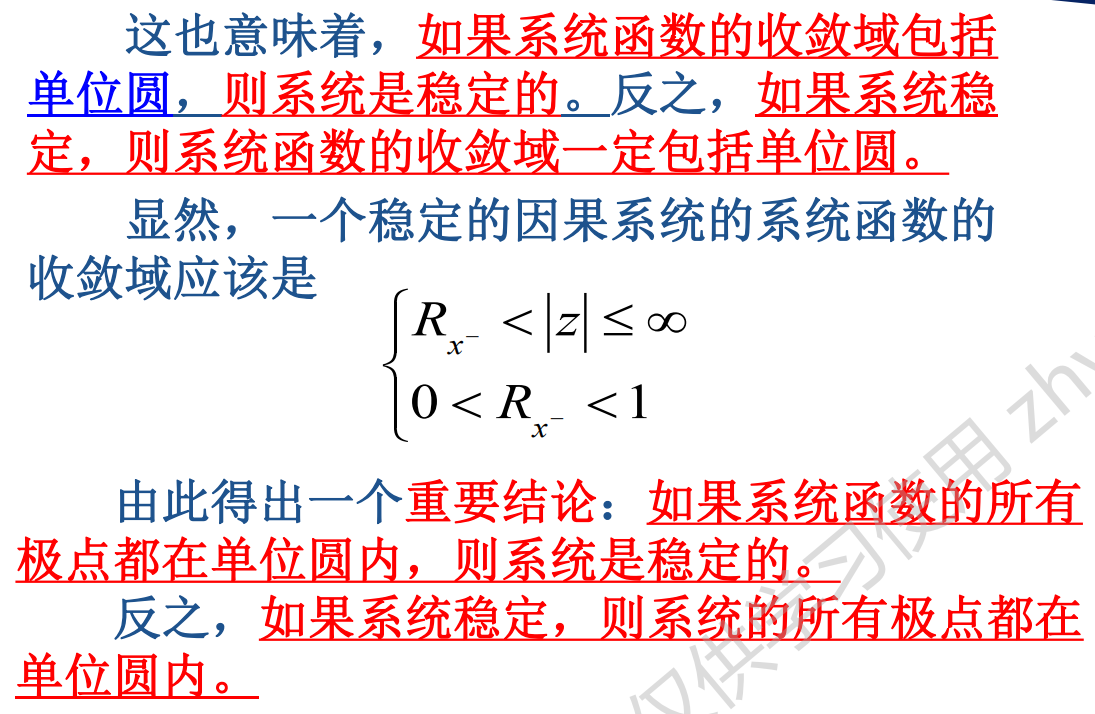 这也意味着，如果系统函数的收敛域包括
单位圆，则系统是稳定的。反之，如果系统稳
定，则系统函数的收敛域一定包括单位圆。
显然，一个稳定的因果系统的系统函数的
收敛域应该是
R_{x^-} < |z| ≤ ∞
0 < R_{x^-} < 1
由此得出一个重要结论：如果系统函数的所有
极点都在单位圆内，则系统是稳定的。
反之，如果系统稳定，则系统的所有极点都在
单位圆内。
仅供学习使用 zhy